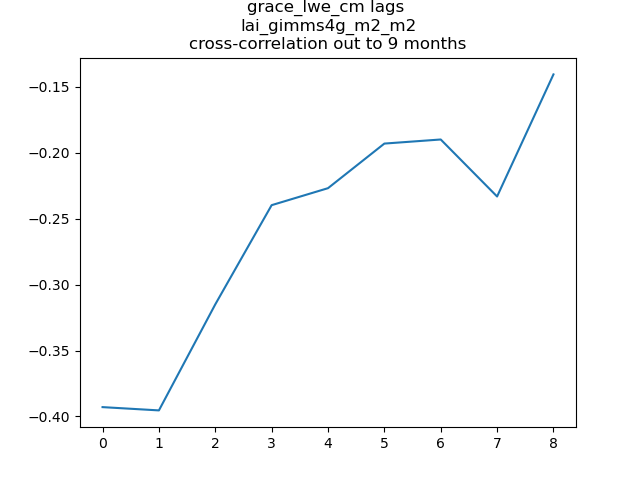 grace_lwe_cm lags
lai_gimms4g_m2_m2
cross-correlation out to 9 months
−0.15
−0.20
−0.25
−0.30
−0.35
−0.40
0 1 2 3 4 5 6 7 8